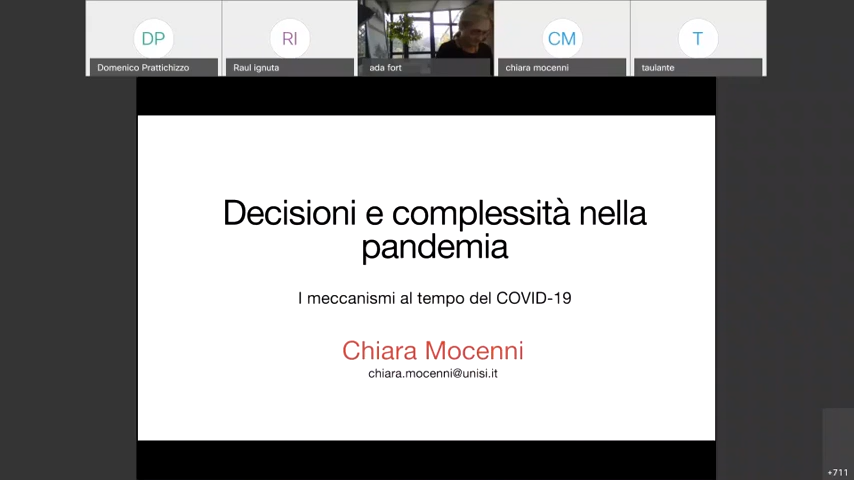 DP
RI
CM
T
Domenico Prattichizzo
Raul ignuta
ada fort
chiara mocenni
taulante
Decisioni e complessità nella
pandemia
I meccanismi al tempo del COVID-19
Chiara Mocenni
chiara.mocenni@unisi.it
+711